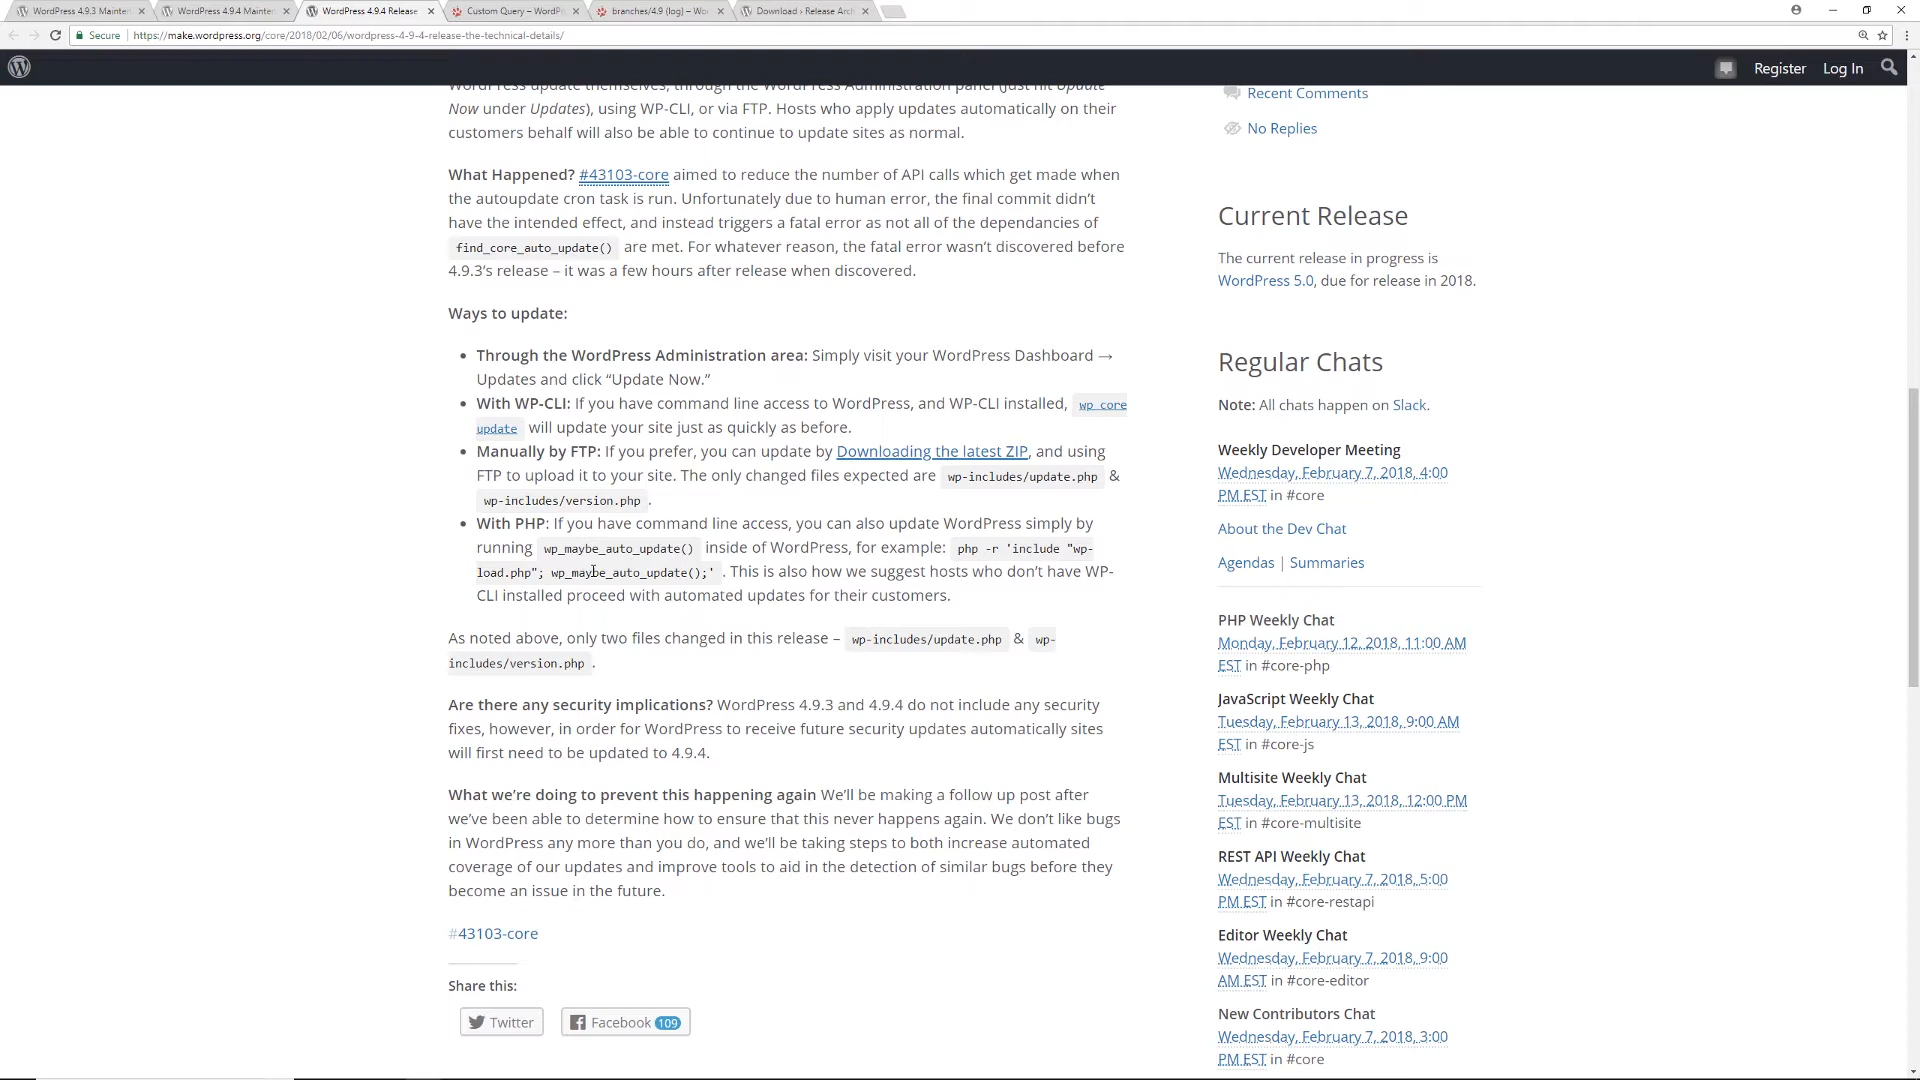 WordPress 4.9.3 Mainten
WordPress 4.9.4 Mainten
WordPress 4.9.4 Release
Custom Query – WordPr
branches/4.9 (log) – Wo
Download › Release Arch
Secure https://make.wordpress.org/core/2018/02/06/wordpress-4-9-4-release-the-technical-details/
Register Log In
WordPress update themselves, through the WordPress Administration panel (just hit Update
Now under Updates), using WP-CLI, or via FTP. Hosts who apply updates automatically on their
customers behalf will also be able to continue to update sites as normal.
What Happened? #43103-core aimed to reduce the number of API calls which get made when
the autoupdate cron task is run. Unfortunately due to human error, the final commit didn’t
have the intended effect, and instead triggers a fatal error as not all of the dependancies of
find_core_auto_update() are met. For whatever reason, the fatal error wasn’t discovered before
4.9.3’s release – it was a few hours after release when discovered.
Ways to update:
• Through the WordPress Administration area: Simply visit your WordPress Dashboard →
Updates and click “Update Now.”
• With WP-CLI: If you have command line access to WordPress, and WP-CLI installed, wp core
update will update your site just as quickly as before.
• Manually by FTP: If you prefer, you can update by Downloading the latest ZIP, and using
FTP to upload it to your site. The only changed files expected are wp-includes/update.php &
wp-includes/version.php .
• With PHP: If you have command line access, you can also update WordPress simply by
running wp_maybe_auto_update() inside of WordPress, for example: php -r 'include "wp-
load.php"; wp_maybe_auto_update();' . This is also how we suggest hosts who don’t have WP-
CLI installed proceed with automated updates for their customers.
As noted above, only two files changed in this release – wp-includes/update.php & wp-
includes/version.php .
Are there any security implications? WordPress 4.9.3 and 4.9.4 do not include any security
fixes, however, in order for WordPress to receive future security updates automatically sites
will first need to be updated to 4.9.4.
What we’re doing to prevent this happening again We’ll be making a follow up post after
we’ve been able to determine how to ensure that this never happens again. We don’t like bugs
in WordPress any more than you do, and we’ll be taking steps to both increase automated
coverage of our updates and improve tools to aid in the detection of similar bugs before they
become an issue in the future.
#43103-core
Share this:
Twitter
Facebook 109
Recent Comments
No Replies
Current Release
The current release in progress is
WordPress 5.0, due for release in 2018.
Regular Chats
Note: All chats happen on Slack.
Weekly Developer Meeting
Wednesday, February 7, 2018, 4:00
PM EST in #core
About the Dev Chat
Agendas | Summaries
PHP Weekly Chat
Monday, February 12, 2018, 11:00 AM
EST in #core-php
JavaScript Weekly Chat
Tuesday, February 13, 2018, 9:00 AM
EST in #core-js
Multisite Weekly Chat
Tuesday, February 13, 2018, 12:00 PM
EST in #core-multisite
REST API Weekly Chat
Wednesday, February 7, 2018, 5:00
PM EST in #core-restapi
Editor Weekly Chat
Wednesday, February 7, 2018, 9:00
AM EST in #core-editor
New Contributors Chat
Wednesday, February 7, 2018, 3:00
PM EST in #core